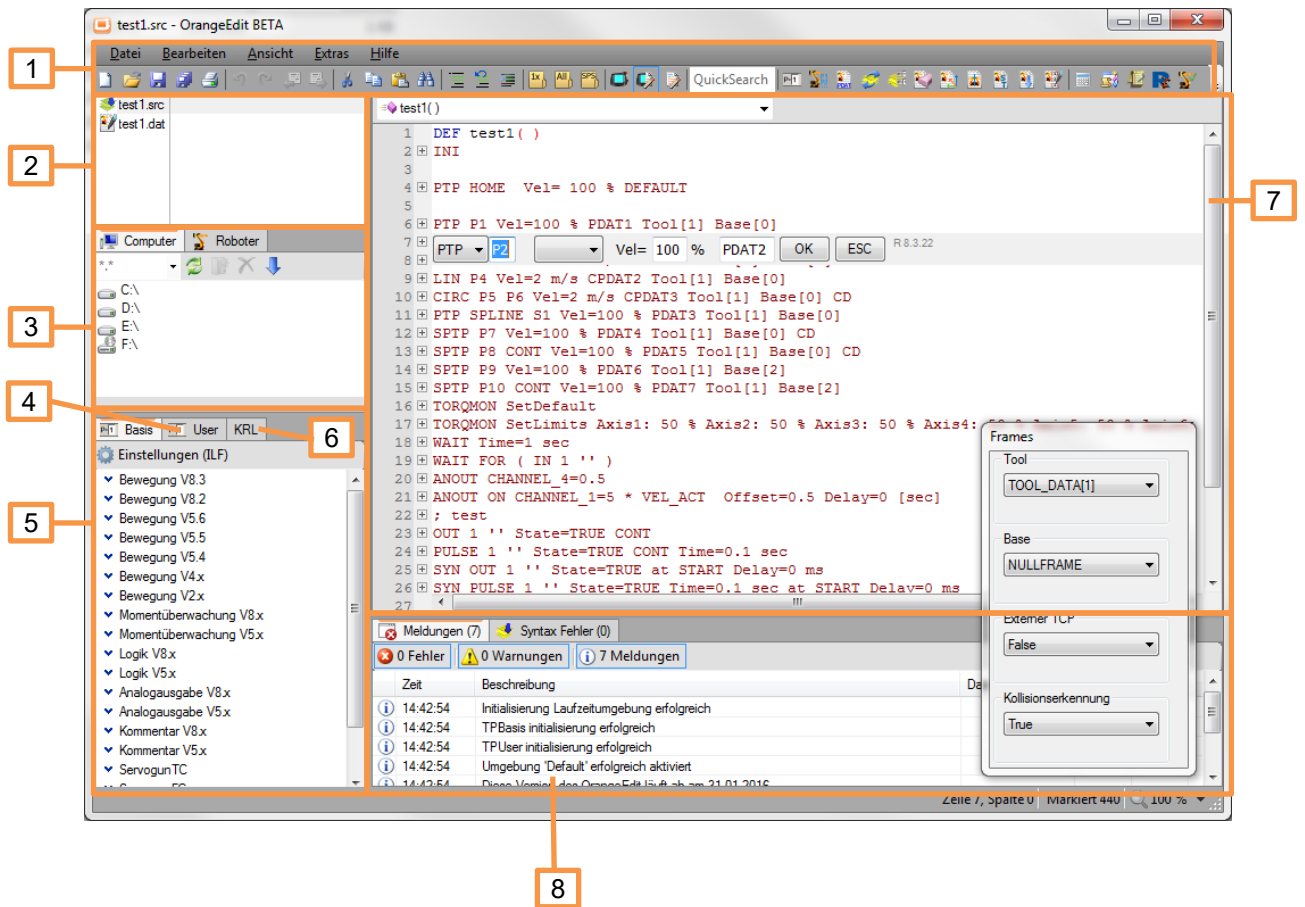 test1.src - OrangeEdit BETA
Datei Bearbeiten Ansicht Extras Hilfe
1
QuickSearch
test1.src
test1.dat
2
Computer Roboter
*.*
C:\
D:\
E:\
F:\
3
4
Basis User KRL
6
Einstellungen (ILF)
Bewegung V8.3
Bewegung V8.2
Bewegung V5.6
Bewegung V5.5
Bewegung V5.4
Bewegung V4.x
Bewegung V2.x
Momentüberwachung V8.x
Momentüberwachung V5.x
Logik V8.x
Logik V5.x
Analogausgabe V8.x
Analogausgabe V5.x
Kommentar V8.x
Kommentar V5.x
ServogunTC
5
test1( )
1 DEF test1( )
2 INI
3
4 PTP HOME Vel= 100 % DEFAULT
5
6 PTP P1 Vel=100 % PDAT1 Tool[1] Base[0]
7 PTP P2 Vel= 100 % PDAT2 OK ESC R 8.3.22
8
9 LIN P4 Vel=2 m/s CPDAT2 Tool[1] Base[0]
10 CIRC P5 P6 Vel=2 m/s CPDAT3 Tool[1] Base[0] CD
11 PTP SPLINE S1 Vel=100 % PDAT3 Tool[1] Base[0]
12 SPTP P7 Vel=100 % PDAT4 Tool[1] Base[0] CD
13 SPTP P8 CONT Vel=100 % PDAT5 Tool[1] Base[0] CD
14 SPTP P9 Vel=100 % PDAT6 Tool[1] Base[2]
15 SPTP P10 CONT Vel=100 % PDAT7 Tool[1] Base[2]
16 TORQMON SetDefault
17 TORQMON SetLimits Axis1: 50 % Axis2: 50 % Axis3: 50 % Axis4:
18 WAIT Time=1 sec
19 WAIT FOR ( IN 1 '' )
20 ANOUT CHANNEL_4=0.5
21 ANOUT ON CHANNEL_1=5 * VEL_ACT Offset=0.5 Delay=0 [sec]
22 ; test
23 OUT 1 '' State=TRUE CONT
24 PULSE 1 '' State=TRUE CONT Time=0.1 sec
25 SYN OUT 1 '' State=TRUE at START Delay=0 ms
26 SYN PULSE 1 '' State=TRUE Time=0.1 sec at START Delay=0 ms
27
7
Frames
Tool
TOOL_DATA[1]
Base
NULLFRAME
Externer TCP
False
Kollisionserkennung
True
Meldungen (7) Syntax Fehler (0)
0 Fehler 0 Warnungen 7 Meldungen
Zeit Beschreibung
14:42:54 Initialisierung Laufzeitumgebung erfolgreich
14:42:54 TPBasis initialisierung erfolgreich
14:42:54 TPUser initialisierung erfolgreich
14:42:54 Umgebung 'Default' erfolgreich aktiviert
14:42:54 Diese Version des OrangeEdit läuft ab am 31.01.2016
Zeile 7, Spalte 0 Markiert 440 100 %
8